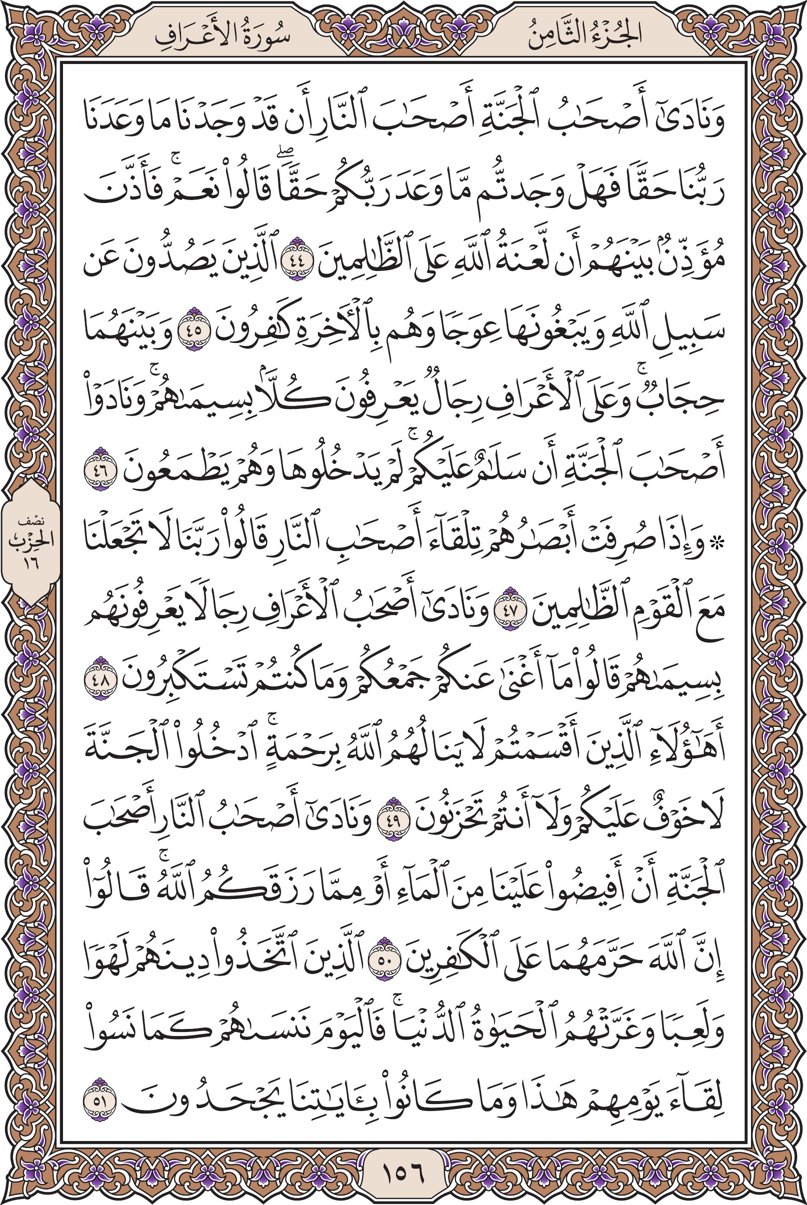 الجُزْءُ الثَّامِنُ
سُورَةُ الأَعْرَافِ
وَنَادَىٰٓ أَصْحَٰبُ ٱلْجَنَّةِ أَصْحَٰبَ ٱلنَّارِ أَن قَدْ وَجَدْنَا مَا وَعَدَنَا
رَبُّنَا حَقًّا فَهَلْ وَجَدتُّم مَّا وَعَدَ رَبُّكُمْ حَقًّا ۖ قَالُوا۟ نَعَمْ ۚ فَأَذَّنَ
مُؤَذِّنٌۢ بَيْنَهُمْ أَن لَّعْنَةُ ٱللَّهِ عَلَى ٱلظَّٰلِمِينَ ٤٤ ٱلَّذِينَ يَصُدُّونَ عَن
سَبِيلِ ٱللَّهِ وَيَبْغُونَهَا عِوَجًا وَهُم بِٱلْءَاخِرَةِ كَٰفِرُونَ ٤٥ وَبَيْنَهُمَا
حِجَابٌ ۚ وَعَلَى ٱلْأَعْرَافِ رِجَالٌ يَعْرِفُونَ كُلًّۢا بِسِيمَىٰهُمْ ۚ وَنَادَوْا۟
أَصْحَٰبَ ٱلْجَنَّةِ أَن سَلَٰمٌ عَلَيْكُمْ ۚ لَمْ يَدْخُلُوهَا وَهُمْ يَطْمَعُونَ ٤٦
۞ وَإِذَا صُرِفَتْ أَبْصَٰرُهُمْ تِلْقَآءَ أَصْحَٰبِ ٱلنَّارِ قَالُوا۟ رَبَّنَا لَا تَجْعَلْنَا
نصْف
الحِزْب
١٦
مَعَ ٱلْقَوْمِ ٱلظَّٰلِمِينَ ٤٧ وَنَادَىٰٓ أَصْحَٰبُ ٱلْأَعْرَافِ رِجَالًا يَعْرِفُونَهُم
بِسِيمَىٰهُمْ قَالُوا۟ مَآ أَغْنَىٰ عَنكُمْ جَمْعُكُمْ وَمَا كُنتُمْ تَسْتَكْبِرُونَ ٤٨
أَهَٰٓؤُلَآءِ ٱلَّذِينَ أَقْسَمْتُمْ لَا يَنَالُهُمُ ٱللَّهُ بِرَحْمَةٍ ۚ ٱدْخُلُوا۟ ٱلْجَنَّةَ
لَا خَوْفٌ عَلَيْكُمْ وَلَآ أَنتُمْ تَحْزَنُونَ ٤٩ وَنَادَىٰٓ أَصْحَٰبُ ٱلنَّارِ أَصْحَٰبَ
ٱلْجَنَّةِ أَنْ أَفِيضُوا۟ عَلَيْنَا مِنَ ٱلْمَآءِ أَوْ مِمَّا رَزَقَكُمُ ٱللَّهُ ۚ قَالُوٓا۟
إِنَّ ٱللَّهَ حَرَّمَهُمَا عَلَى ٱلْكَٰفِرِينَ ٥٠ ٱلَّذِينَ ٱتَّخَذُوا۟ دِينَهُمْ لَهْوًا
وَلَعِبًا وَغَرَّتْهُمُ ٱلْحَيَوٰةُ ٱلدُّنْيَا ۚ فَٱلْيَوْمَ نَنسَىٰهُمْ كَمَا نَسُوا۟
لِقَآءَ يَوْمِهِمْ هَٰذَا وَمَا كَانُوا۟ بِـَٔايَٰتِنَا يَجْحَدُونَ ٥١
١٥٦